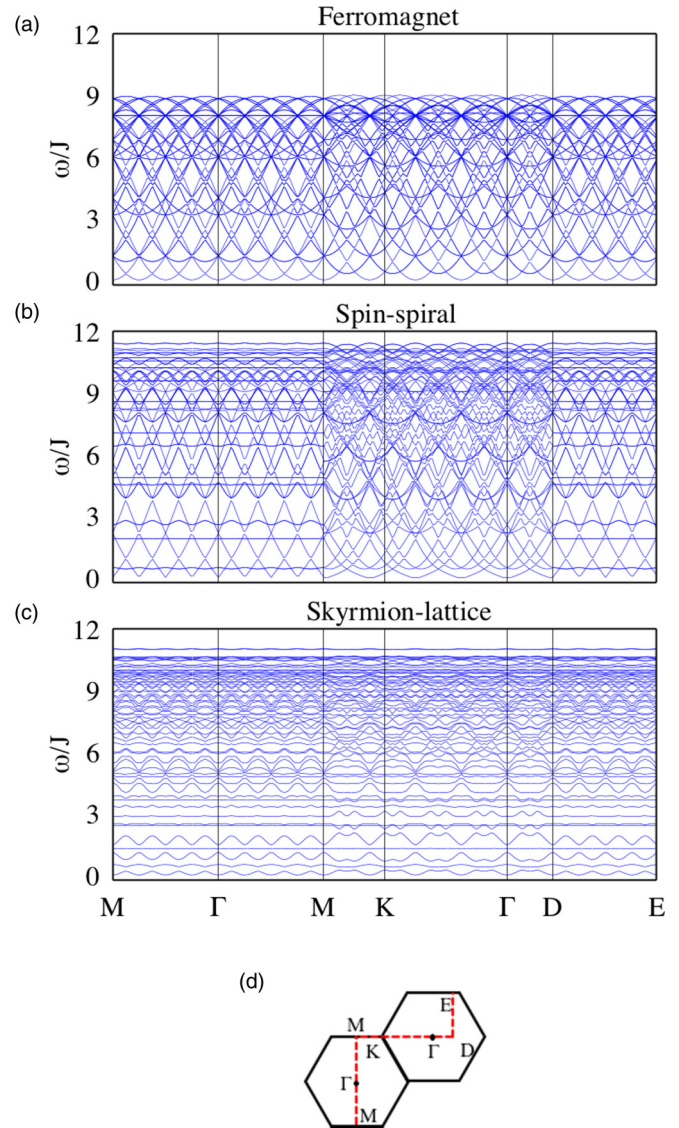 (a)
Ferromagnet
12
9
6
3
0
ω/J
(b)
Spin-spiral
12
9
6
3
0
ω/J
(c)
Skyrmion-lattice
12
9
6
3
0
ω/J
M Γ M K Γ D E
(d)
E
M
K Γ D
Γ
M